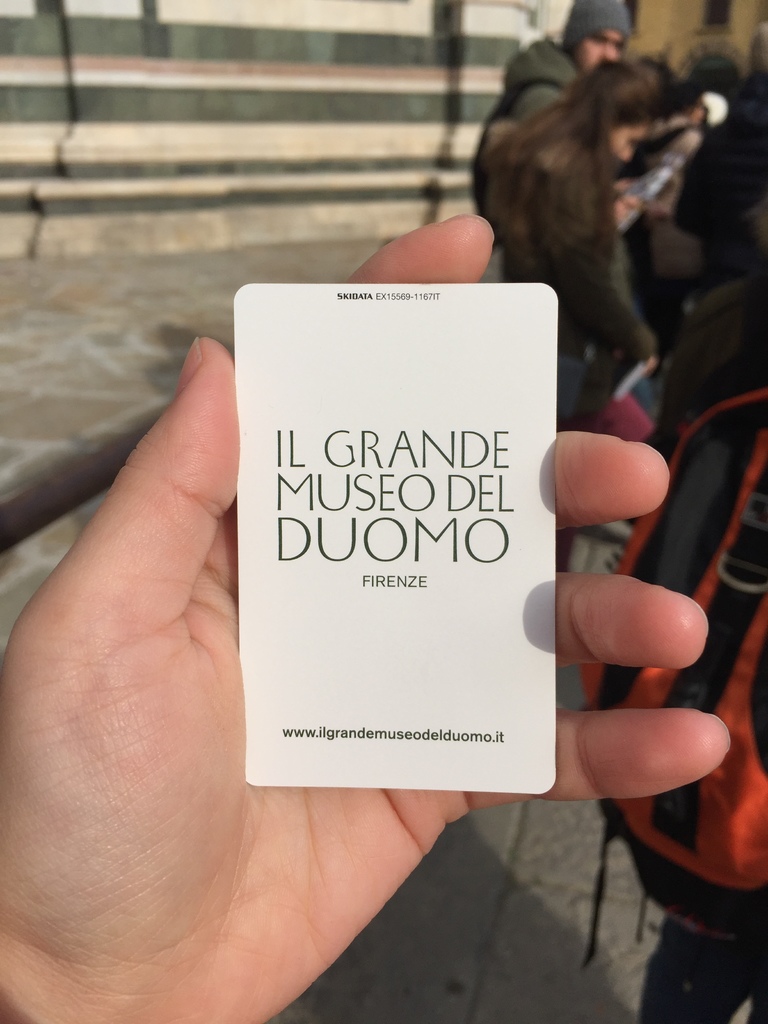 SKIDATA EX15569-1167IT
IL GRANDE
MUSEO DEL
DUOMO
FIRENZE
www.ilgrandemuseodelduomo.it